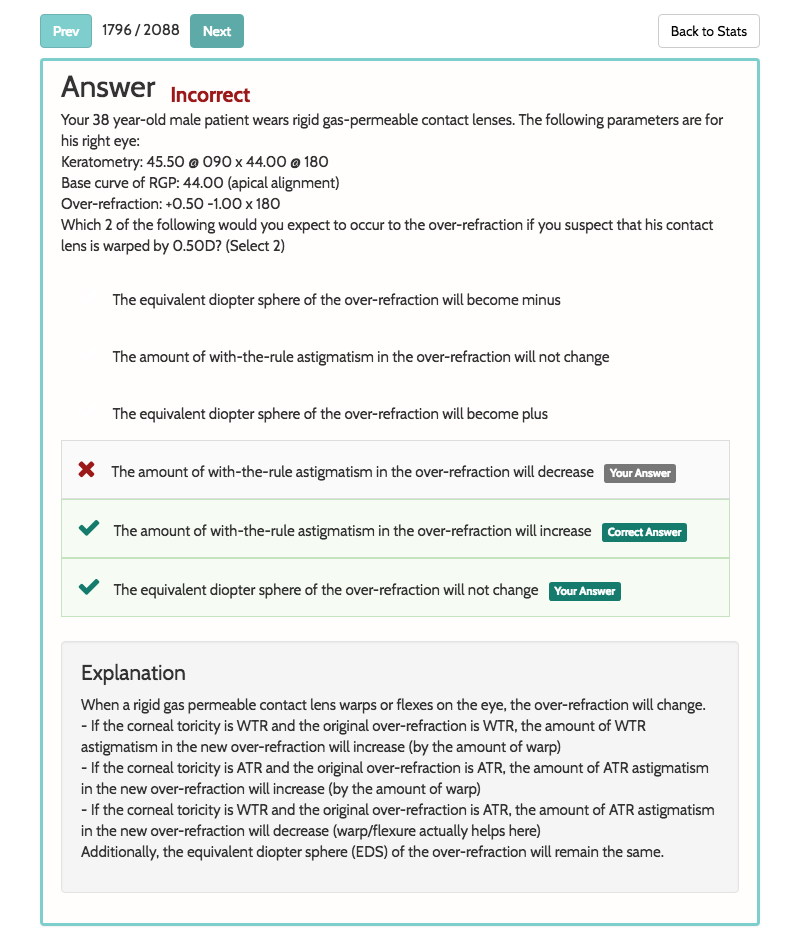 Prev 1796 / 2088 Next Back to Stats
Answer Incorrect
Your 38 year-old male patient wears rigid gas-permeable contact lenses. The following parameters are for
his right eye:
Keratometry: 45.50 @ 090 x 44.00 @ 180
Base curve of RGP: 44.00 (apical alignment)
Over-refraction: +0.50 -1.00 x 180
Which 2 of the following would you expect to occur to the over-refraction if you suspect that his contact
lens is warped by 0.50D? (Select 2)
The equivalent diopter sphere of the over-refraction will become minus
The amount of with-the-rule astigmatism in the over-refraction will not change
The equivalent diopter sphere of the over-refraction will become plus
The amount of with-the-rule astigmatism in the over-refraction will decrease Your Answer
The amount of with-the-rule astigmatism in the over-refraction will increase Correct Answer
The equivalent diopter sphere of the over-refraction will not change Your Answer
Explanation
When a rigid gas permeable contact lens warps or flexes on the eye, the over-refraction will change.
- If the corneal toricity is WTR and the original over-refraction is WTR, the amount of WTR
astigmatism in the new over-refraction will increase (by the amount of warp)
- If the corneal toricity is ATR and the original over-refraction is ATR, the amount of ATR astigmatism
in the new over-refraction will increase (by the amount of warp)
- If the corneal toricity is WTR and the original over-refraction is ATR, the amount of ATR astigmatism
in the new over-refraction will decrease (warp/flexure actually helps here)
Additionally, the equivalent diopter sphere (EDS) of the over-refraction will remain the same.